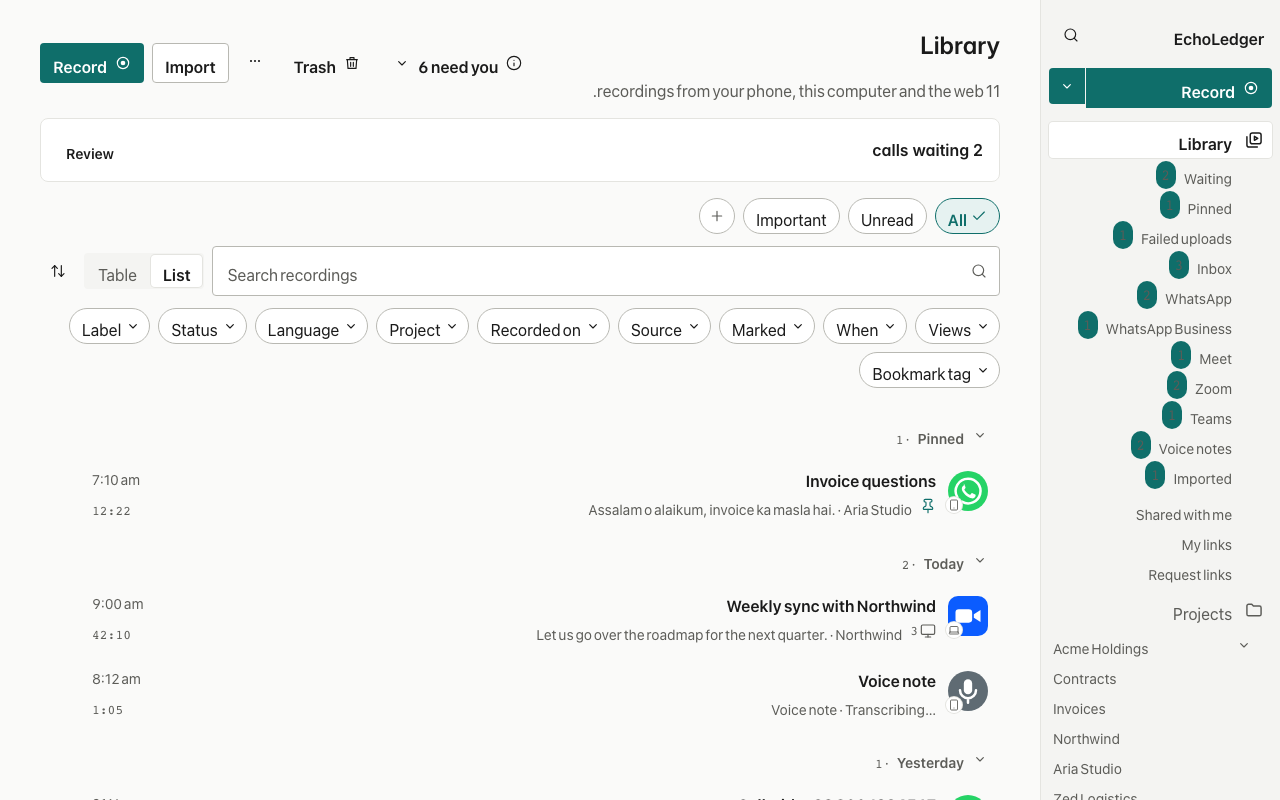 EchoLedger
Record
Library
Waiting
Pinned
Failed uploads
Inbox
WhatsApp
WhatsApp Business
Meet
Zoom
Teams
Voice notes
Imported
Shared with me
My links
Request links
Projects
Acme Holdings
Contracts
Invoices
Northwind
Aria Studio
Zed Logistics
Library
.recordings from your phone, this computer and the web 11
6 need you
Trash
...
Import
Record
calls waiting 2
Review
All
Unread
Important
Search recordings
List
Table
Views
When
Marked
Source
Recorded on
Project
Language
Status
Label
Bookmark tag
Pinned · 1
Invoice questions
7:10 am
Assalam o alaikum, invoice ka masla hai. · Aria Studio
12:22
Today · 2
Weekly sync with Northwind
9:00 am
Let us go over the roadmap for the next quarter. · Northwind 3
42:10
Voice note
8:12 am
Voice note · Transcribing...
1:05
Yesterday · 1